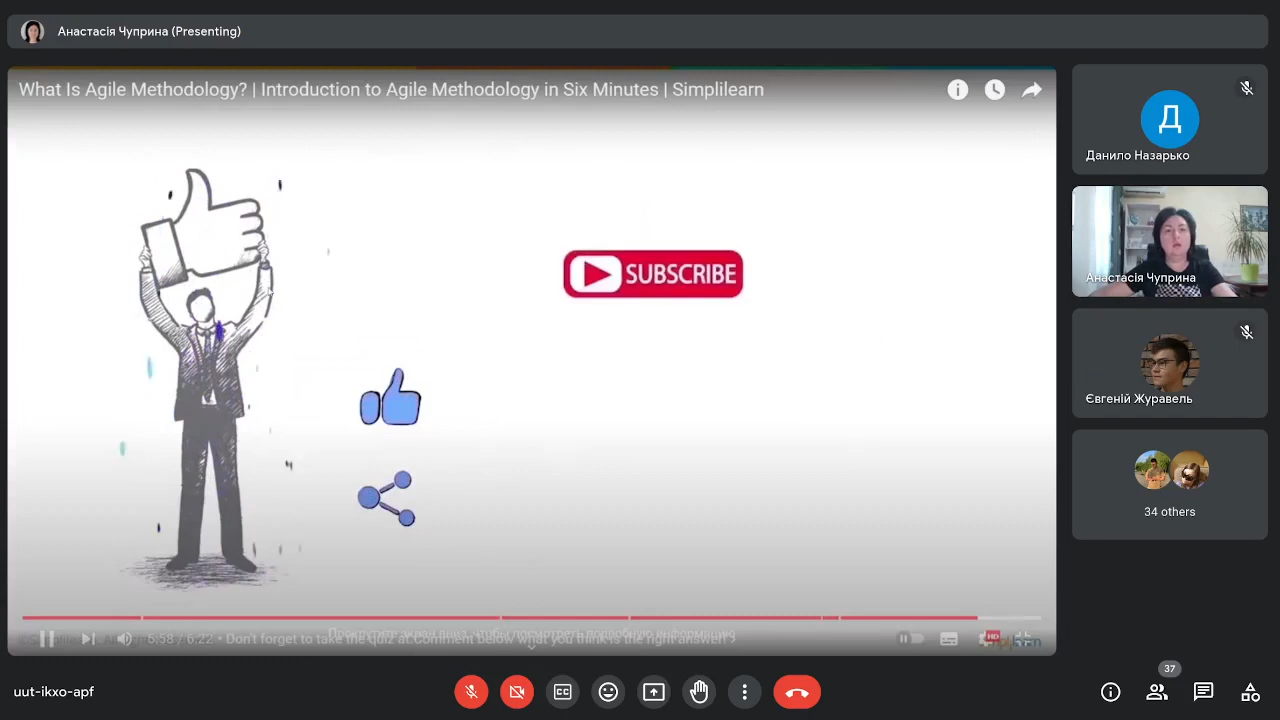 Анастасія Чуприна (Presenting)
What Is Agile Methodology? | Introduction to Agile Methodology in Six Minutes | Simplilearn
SUBSCRIBE
5:58 / 6:22 • Don't forget to take the quiz at Comment below what you think is the right answer! >
HD
Д
Данило Назарько
Анастасія Чуприна
Євгеній Журавель
34 others
uut-ikxo-apf
37